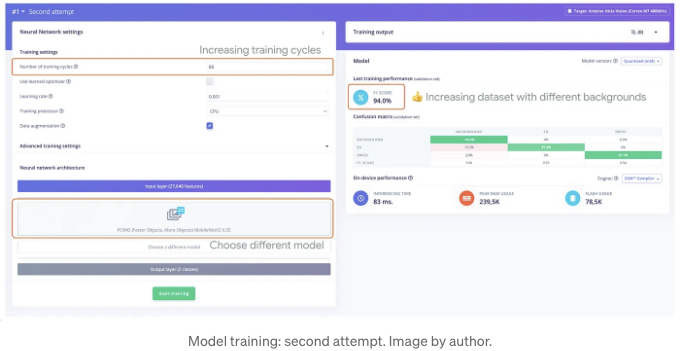 #1 Second attempt
Target: Arduino Nicla Vision (Cortex-M7 480MHz)
Neural Network settings
Training settings
Increasing training cycles
Number of training cycles
Use learned optimizer
Learning rate 0.001
Training processor CPU
Data augmentation
Advanced training settings
Neural network architecture
Input layer (27,648 features)
FOMO (Faster Objects, More Objects) MobileNetV2 0.35
Choose a different model
Choose different model
Output layer (2 classes)
Start training
Training output
Model
Model version: Quantized (int8)
Last training performance (validation set)
F1 SCORE
94.0%
👍 Increasing dataset with different backgrounds
Confusion matrix (validation set)
BACKGROUND
BACKGROUND
F1 SCORE
On-device performance
Engine: EON™ Compiler
INFERENCING TIME
83 ms.
PEAK RAM USAGE
239,5K
FLASH USAGE
78,5K
Model training: second attempt. Image by author.